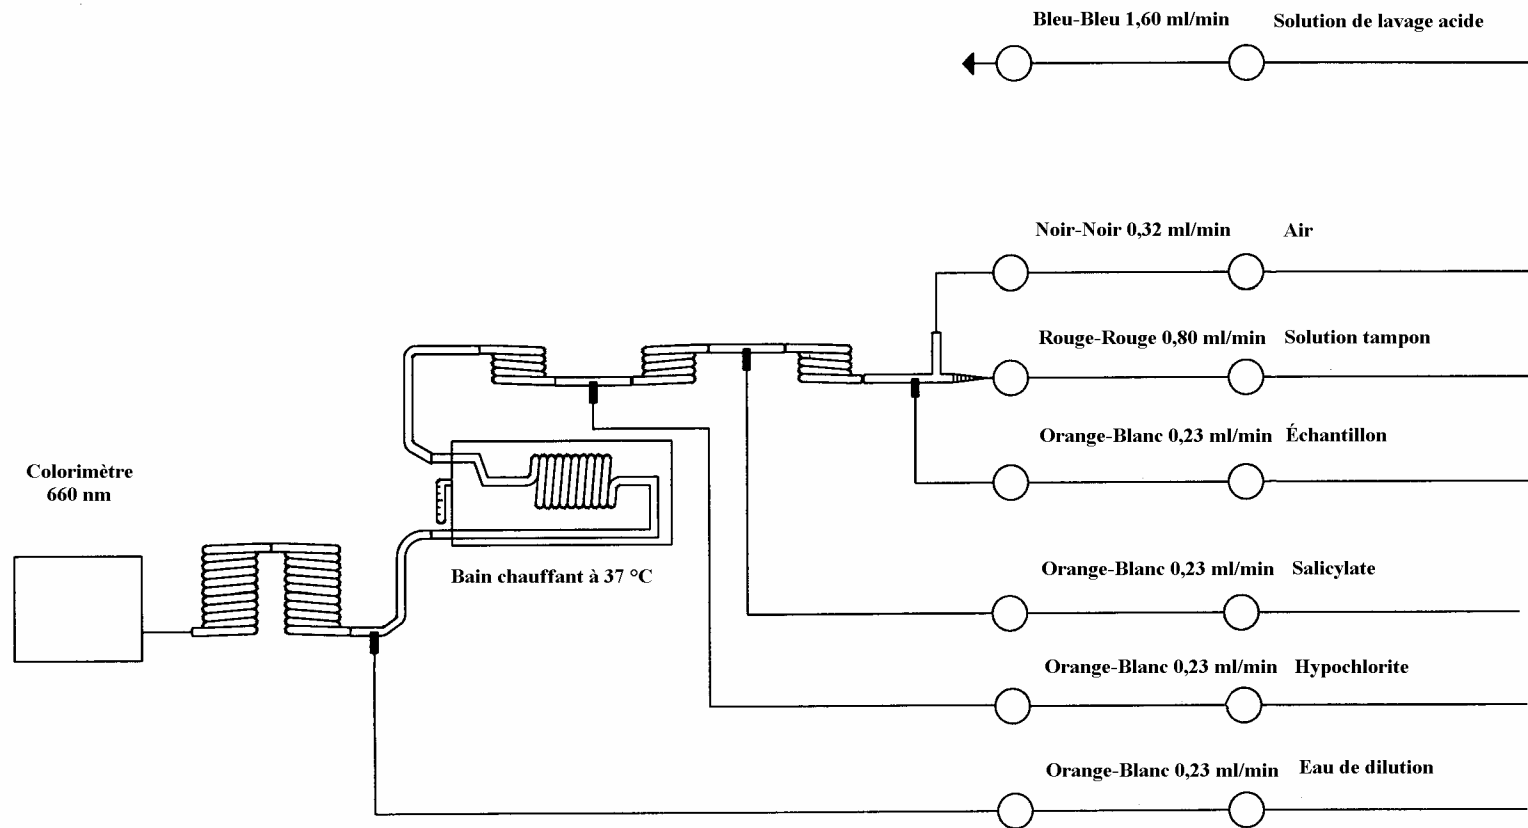 Bleu-Bleu 1,60 ml/min Solution de lavage acide
Noir-Noir 0,32 ml/min Air
Rouge-Rouge 0,80 ml/min Solution tampon
Orange-Blanc 0,23 ml/min Échantillon
Colorimètre
660 nm
Bain chauffant à 37 °C
Orange-Blanc 0,23 ml/min Salicylate
Orange-Blanc 0,23 ml/min Hypochlorite
Orange-Blanc 0,23 ml/min Eau de dilution